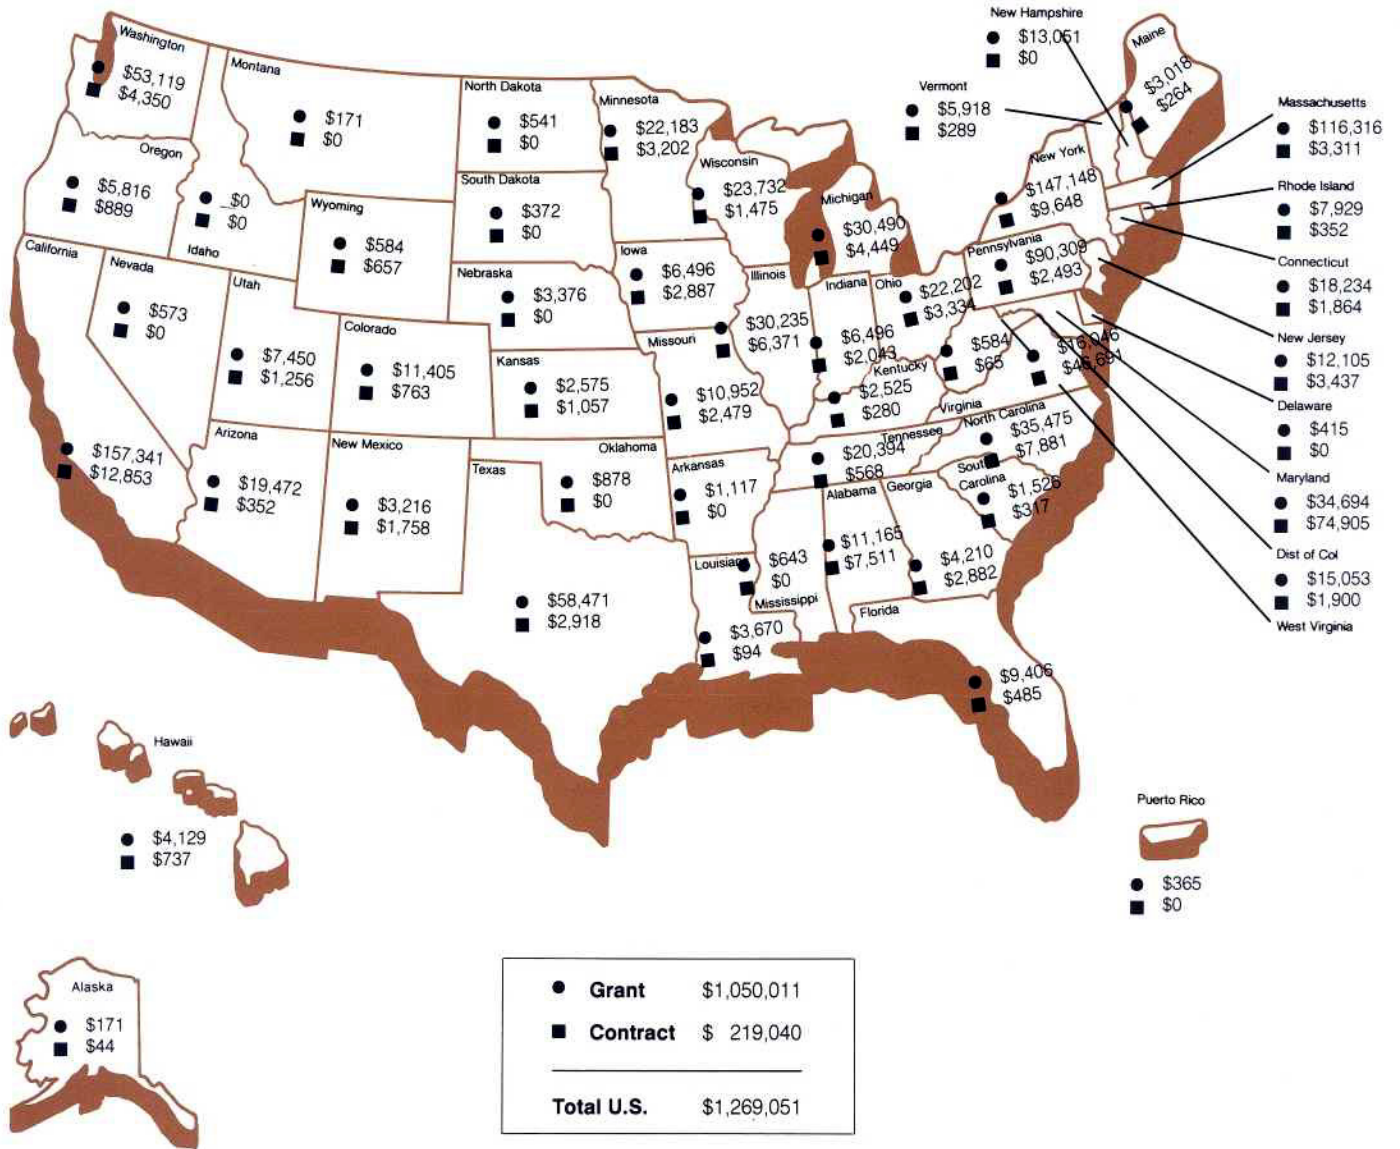 New Hampshire
$13,051
$0
Maine
$3,018
$264
Vermont
$5,918
$289
Washington
$53,119
$4,350
Montana
$171
$0
North Dakota
$541
$0
Minnesota
$22,183
$3,202
Massachusetts
$116,316
$3,311
Oregon
$5,816
$889
_$0
$0
Idaho
Wyoming
$584
$657
South Dakota
$372
$0
Wisconsin
$23,732
$1,475
Michigan
$30,490
$4,449
New York
$147,148
$9,648
Rhode Island
$7,929
$352
California
$157,341
$12,853
Nevada
$573
$0
Utah
$7,450
$1,256
Nebraska
$3,376
$0
Iowa
$6,496
$2,887
Illinois
$30,235
$6,371
Indiana
$6,496
$2,043
Ohio
$22,202
$3,334
Pennsylvania
$90,309
$2,493
Connecticut
$18,234
$1,864
Colorado
$11,405
$763
Kansas
$2,575
$1,057
Missouri
$10,952
$2,479
Kentucky
$2,525
$280
$584
$65
$16,046
$46,691
Virginia
New Jersey
$12,105
$3,437
Delaware
$415
$0
Arizona
$19,472
$352
New Mexico
$3,216
$1,758
Texas
$58,471
$2,918
Oklahoma
$878
$0
Arkansas
$1,117
$0
Tennessee
$20,394
$568
North Carolina
$35,475
$7,881
South
Carolina
$1,526
$317
Maryland
$34,694
$74,905
Louisiana
$3,670
$94
$643
$0
Mississippi
Alabama
$11,165
$7,511
Georgia
$4,210
$2,882
Florida
$9,406
$485
Dist of Col
$15,053
$1,900
West Virginia
Hawaii
$4,129
$737
Puerto Rico
$365
$0
Alaska
$171
$44
Grant $1,050,011
Contract $ 219,040
Total U.S. $1,269,051